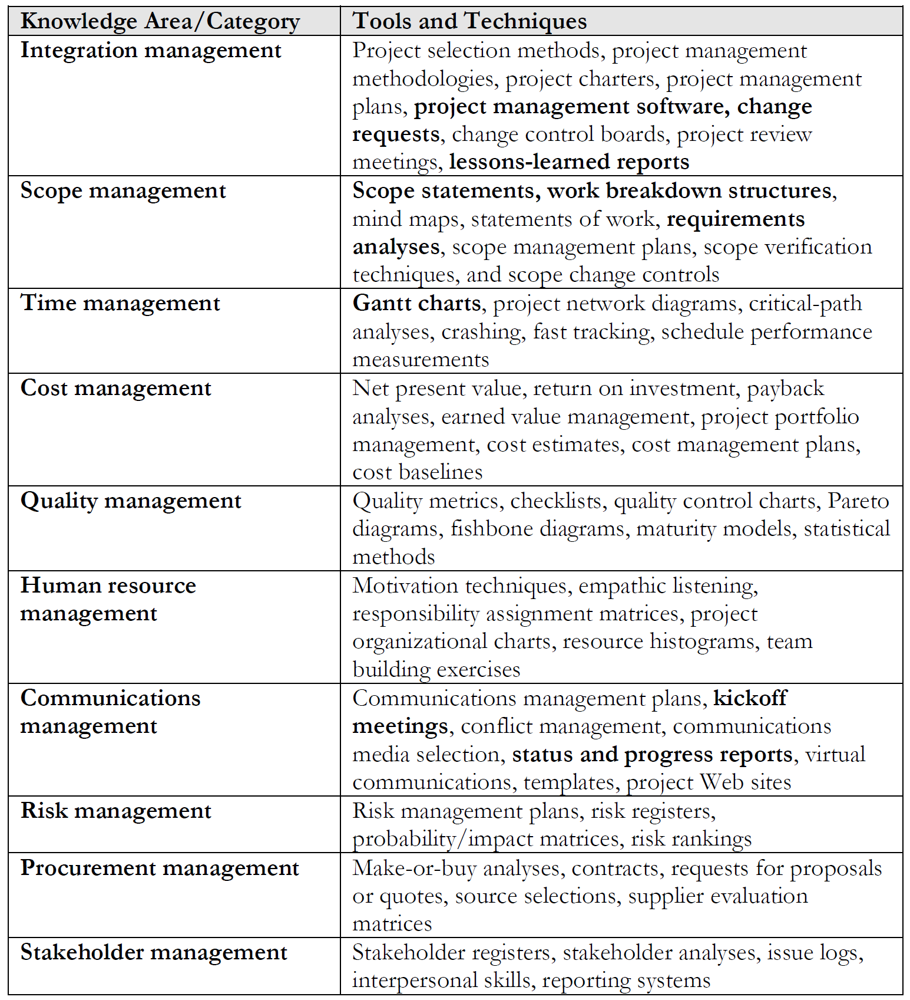 Knowledge Area/Category
Tools and Techniques
Integration management
Project selection methods, project management
methodologies, project charters, project management
plans, project management software, change
requests, change control boards, project review
meetings, lessons-learned reports
Scope management
Scope statements, work breakdown structures,
mind maps, statements of work, requirements
analyses, scope management plans, scope verification
techniques, and scope change controls
Time management
Gantt charts, project network diagrams, critical-path
analyses, crashing, fast tracking, schedule performance
measurements
Cost management
Net present value, return on investment, payback
analyses, earned value management, project portfolio
management, cost estimates, cost management plans,
cost baselines
Quality management
Quality metrics, checklists, quality control charts, Pareto
diagrams, fishbone diagrams, maturity models, statistical
methods
Human resource
management
Motivation techniques, empathic listening,
responsibility assignment matrices, project
organizational charts, resource histograms, team
building exercises
Communications
management
Communications management plans, kickoff
meetings, conflict management, communications
media selection, status and progress reports, virtual
communications, templates, project Web sites
Risk management
Risk management plans, risk registers,
probability/impact matrices, risk rankings
Procurement management
Make-or-buy analyses, contracts, requests for proposals
or quotes, source selections, supplier evaluation
matrices
Stakeholder management
Stakeholder registers, stakeholder analyses, issue logs,
interpersonal skills, reporting systems